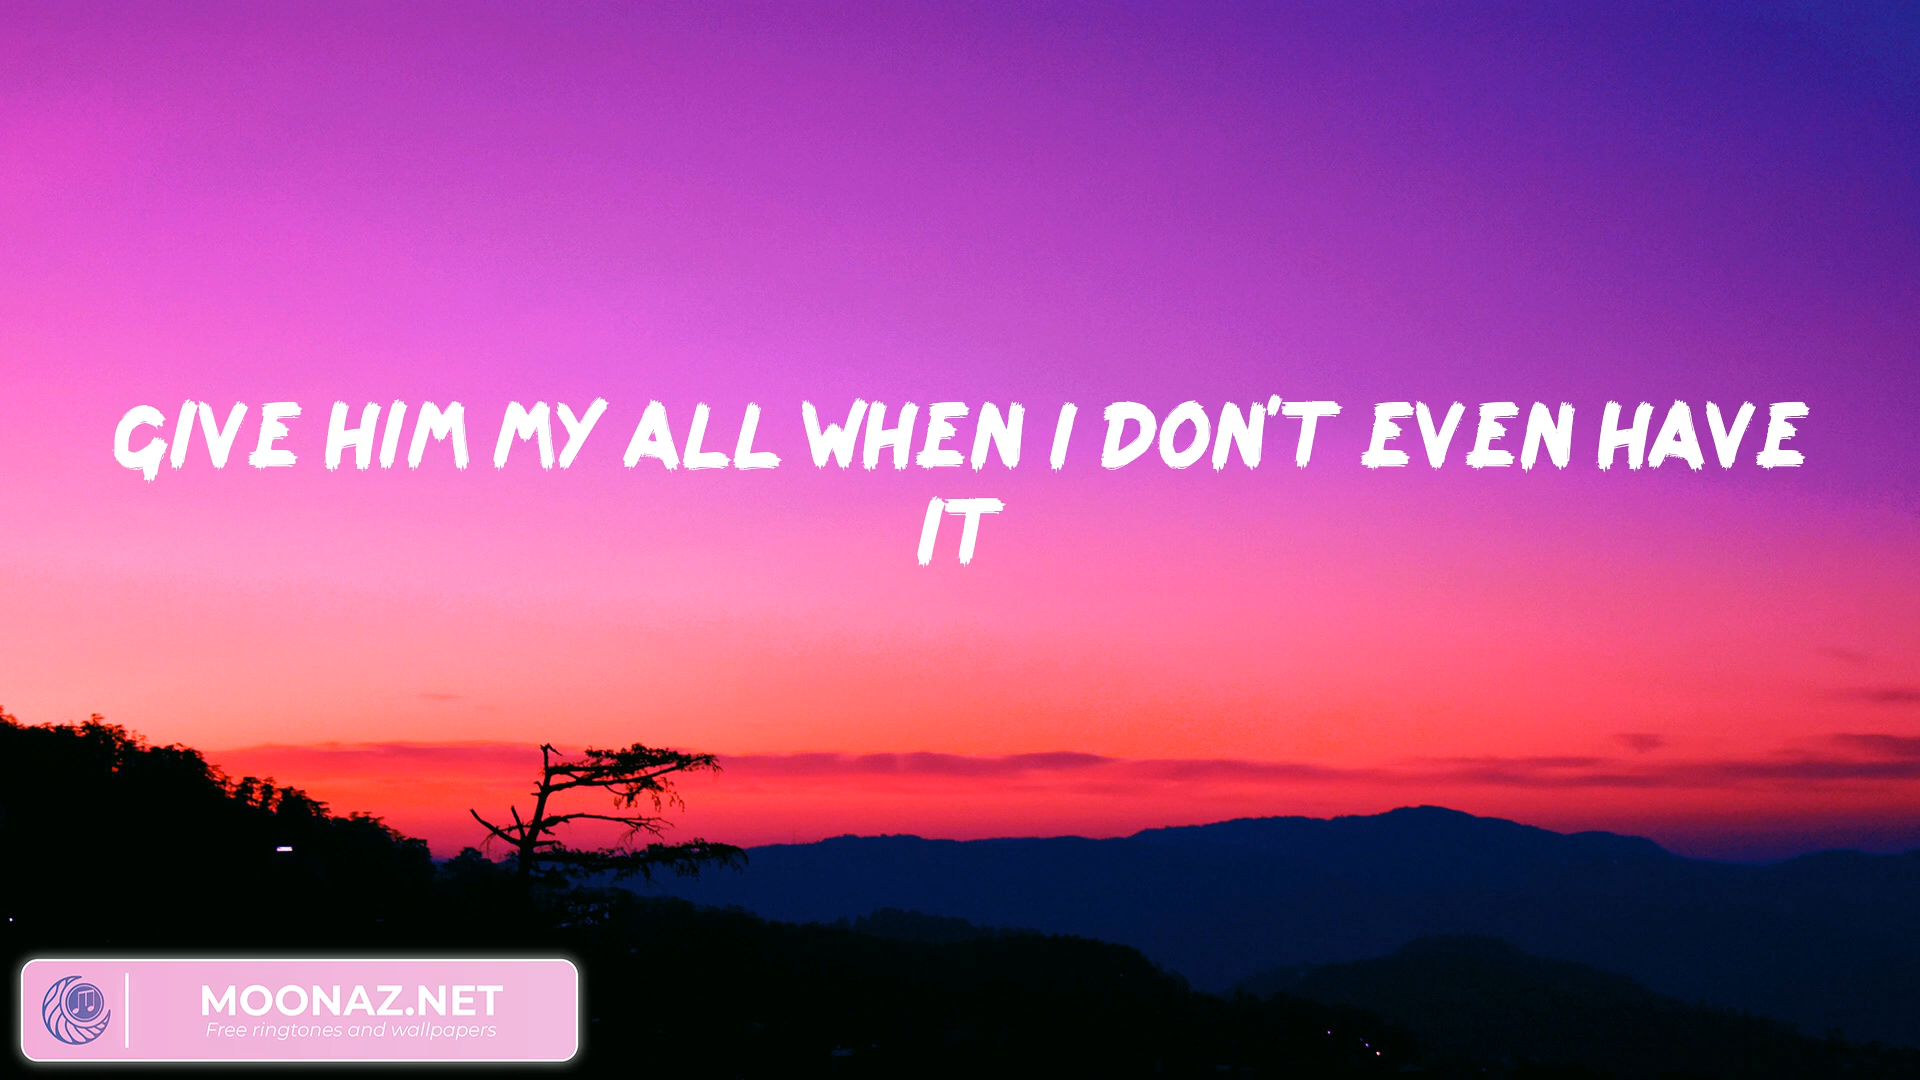 GIVE HIM MY ALL WHEN I DON'T EVEN HAVE
IT
MOONAZ.NET
Free ringtones and wallpapers